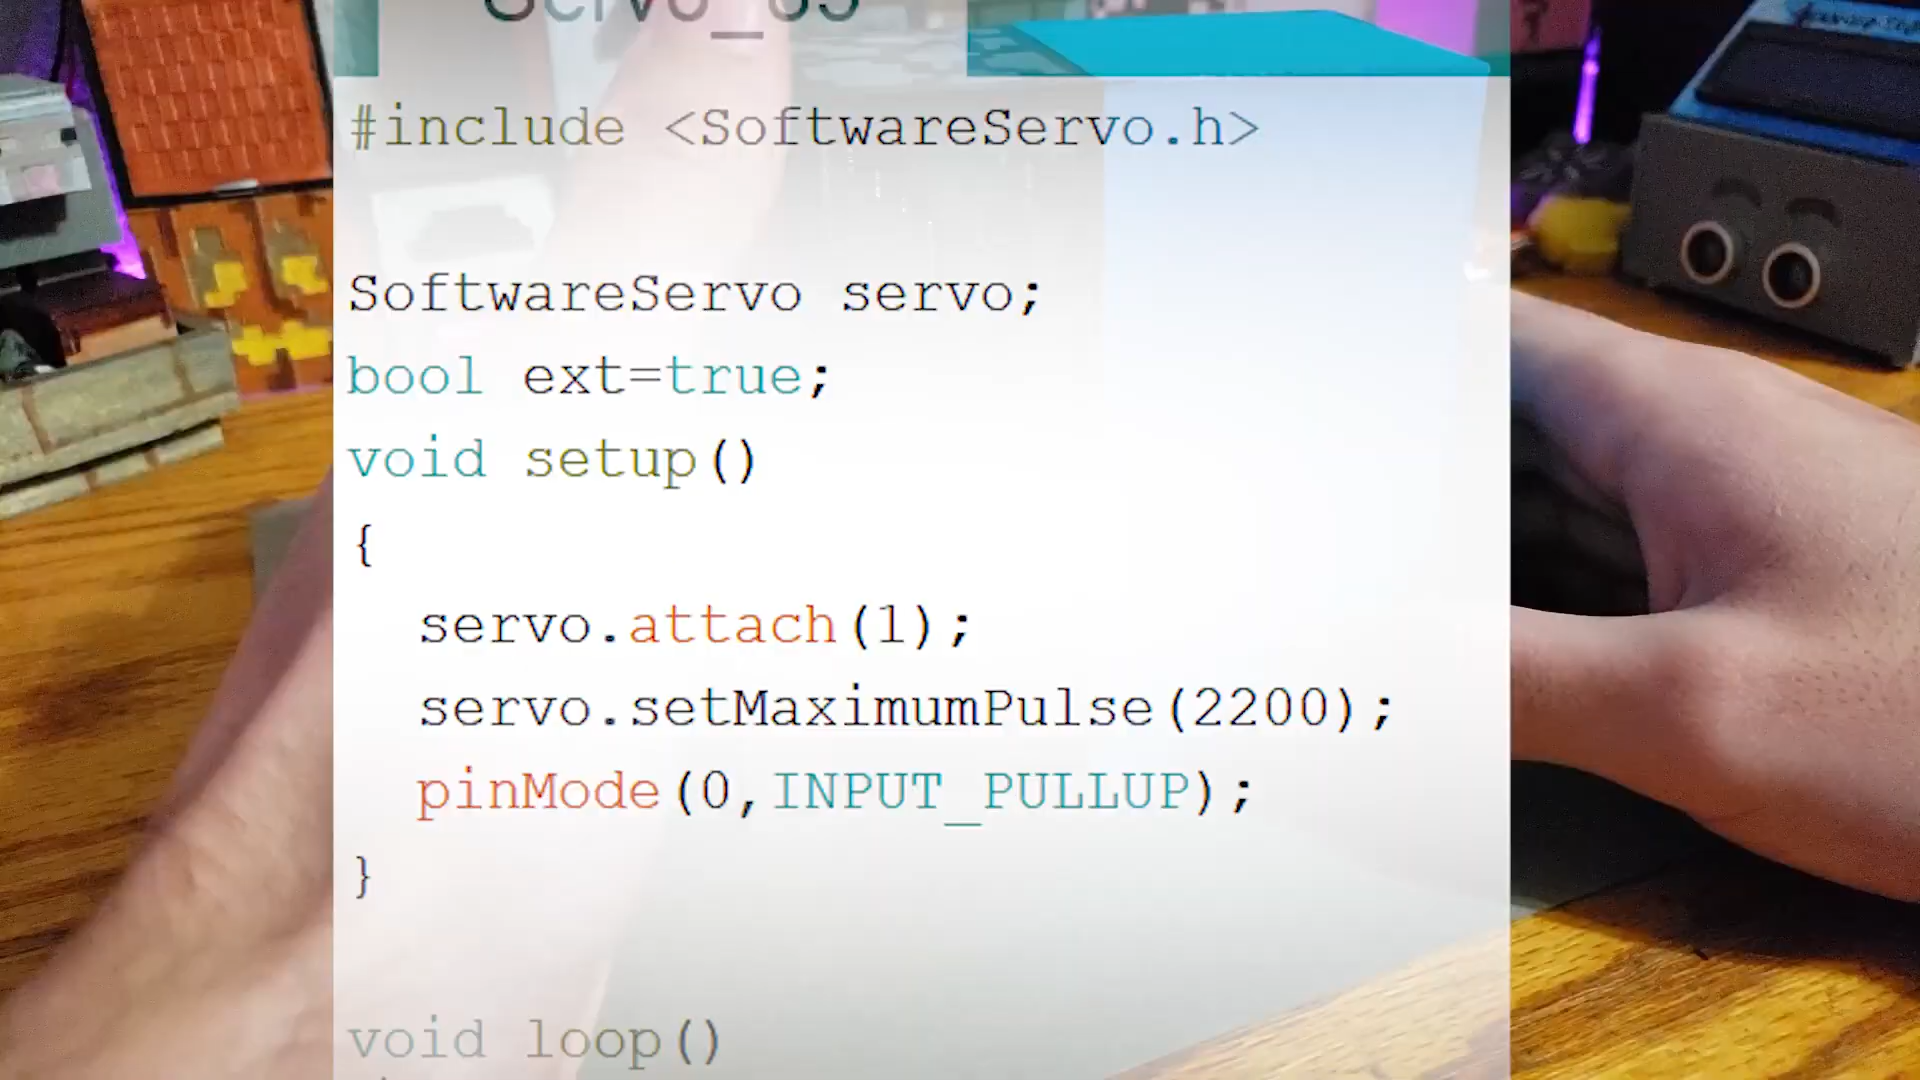 Servo_85
#include <SoftwareServo.h>
SoftwareServo servo;
bool ext=true;
void setup()
{
servo.attach(1);
servo.setMaximumPulse(2200);
pinMode(0,INPUT_PULLUP);
}
void loop()